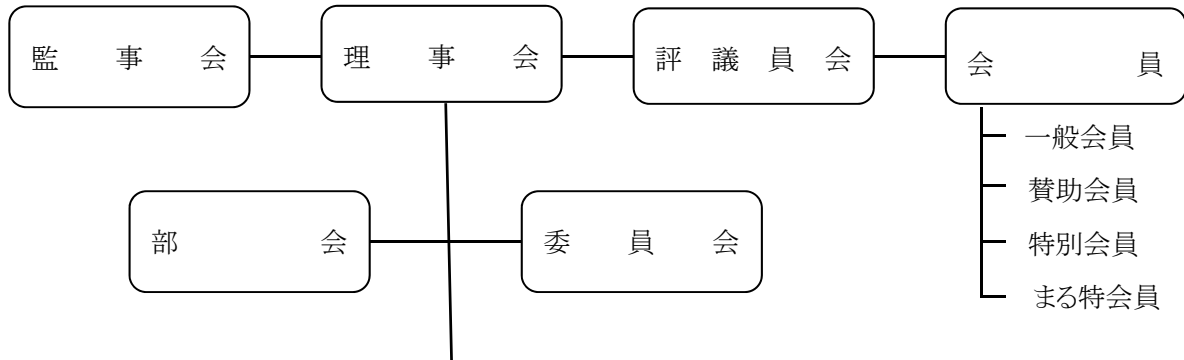 監事会
理事会
評議員会
会員
一般会員
賛助会員
特別会員
まる特会員
部会
委員会